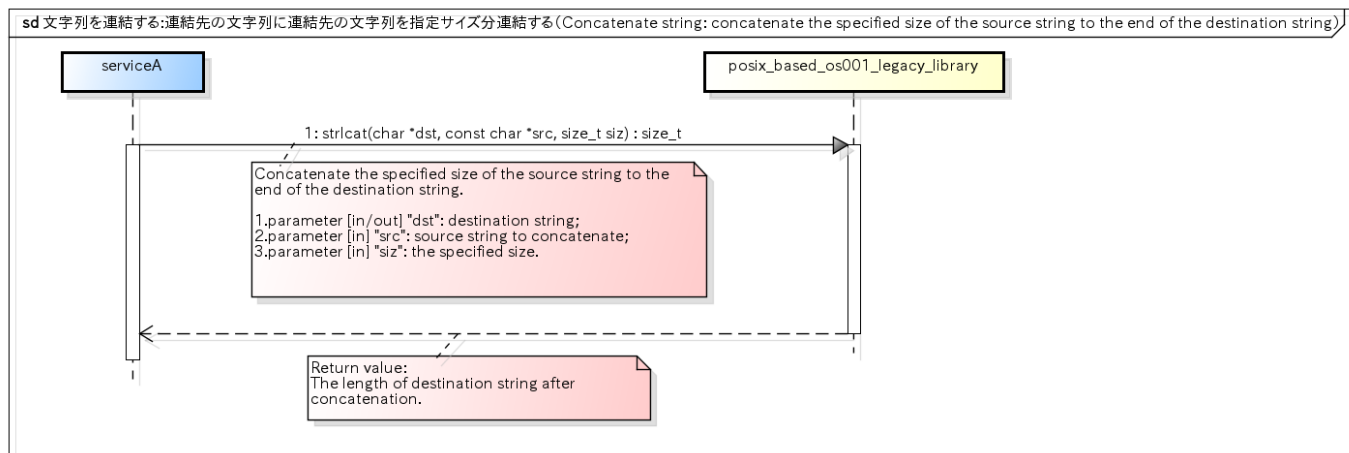 sd 文字列を連結する:連結先の文字列に連結先の文字列を指定サイズ分連結する(Concatenate string: concatenate the specified size of the source string to the end of the destination string)
serviceA
posix_based_os001_legacy_library
1: strlcat(char *dst, const char *src, size_t siz) : size_t
Concatenate the specified size of the source string to the
end of the destination string.
1.parameter [in/out] "dst": destination string;
2.parameter [in] "src": source string to concatenate;
3.parameter [in] "siz": the specified size.
Return value:
The length of destination string after
concatenation.